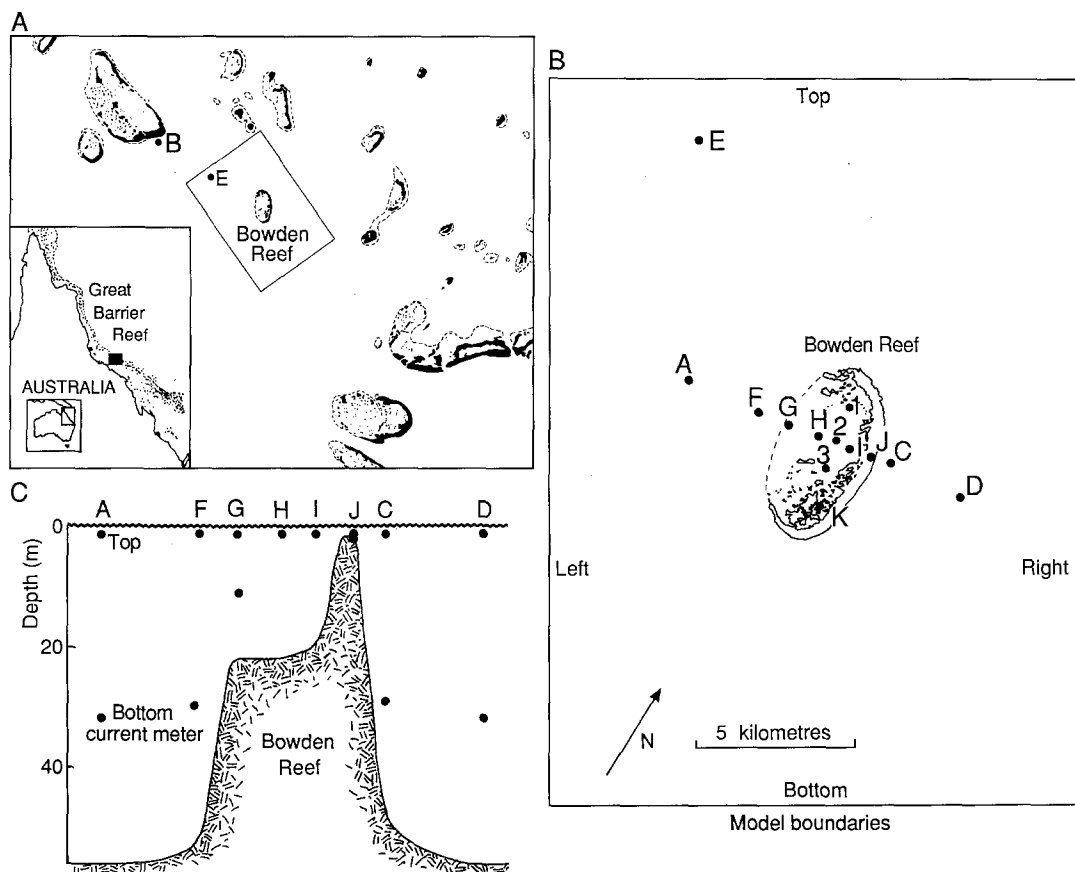 A
B
E
Bowden
Reef
Great
Barrier
Reef
AUSTRALIA
B
Top
E
Bowden Reef
A
F
G
H
1
2
I
J
C
3
D
K
Left
Right
N
5 kilometres
Bottom
Model boundaries
C
A F G H I J C D
0
Top
Depth (m)
20
Bottom
current meter
Bowden
Reef
40